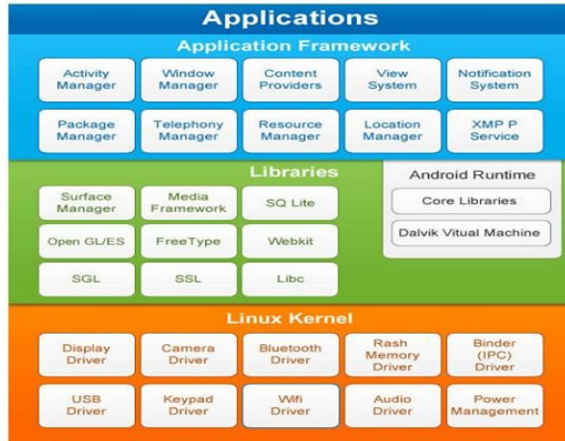 Applications
Application Framework
Activity Manager
Window Manager
Content Providers
View System
Notification System
Package Manager
Telephony Manager
Resource Manager
Location Manager
XMP P Service
Libraries
Surface Manager
Media Framework
SQ Lite
Open GL/ES
FreeType
Webkit
SGL
SSL
Libc
Android Runtime
Core Libraries
Dalvik Vitual Machine
Linux Kernel
Display Driver
Camera Driver
Bluetooth Driver
Rash Memory Driver
Binder (IPC) Driver
USB Driver
Keypad Driver
Wifi Driver
Audio Driver
Power Management